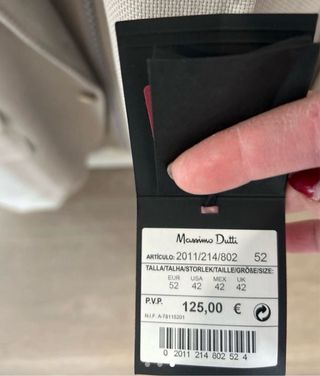 Massimo Dutti
ARTÍCULO: 2011/214/802 52
TALLA/TALHA/STORLEK/TAILLE/GRÖSSE/SIZE:
EUR USA MEX UK
52 42 42 42
P.V.P. 125,00 €
N.I.F. A-78115201
0 2011 214 802 52 4